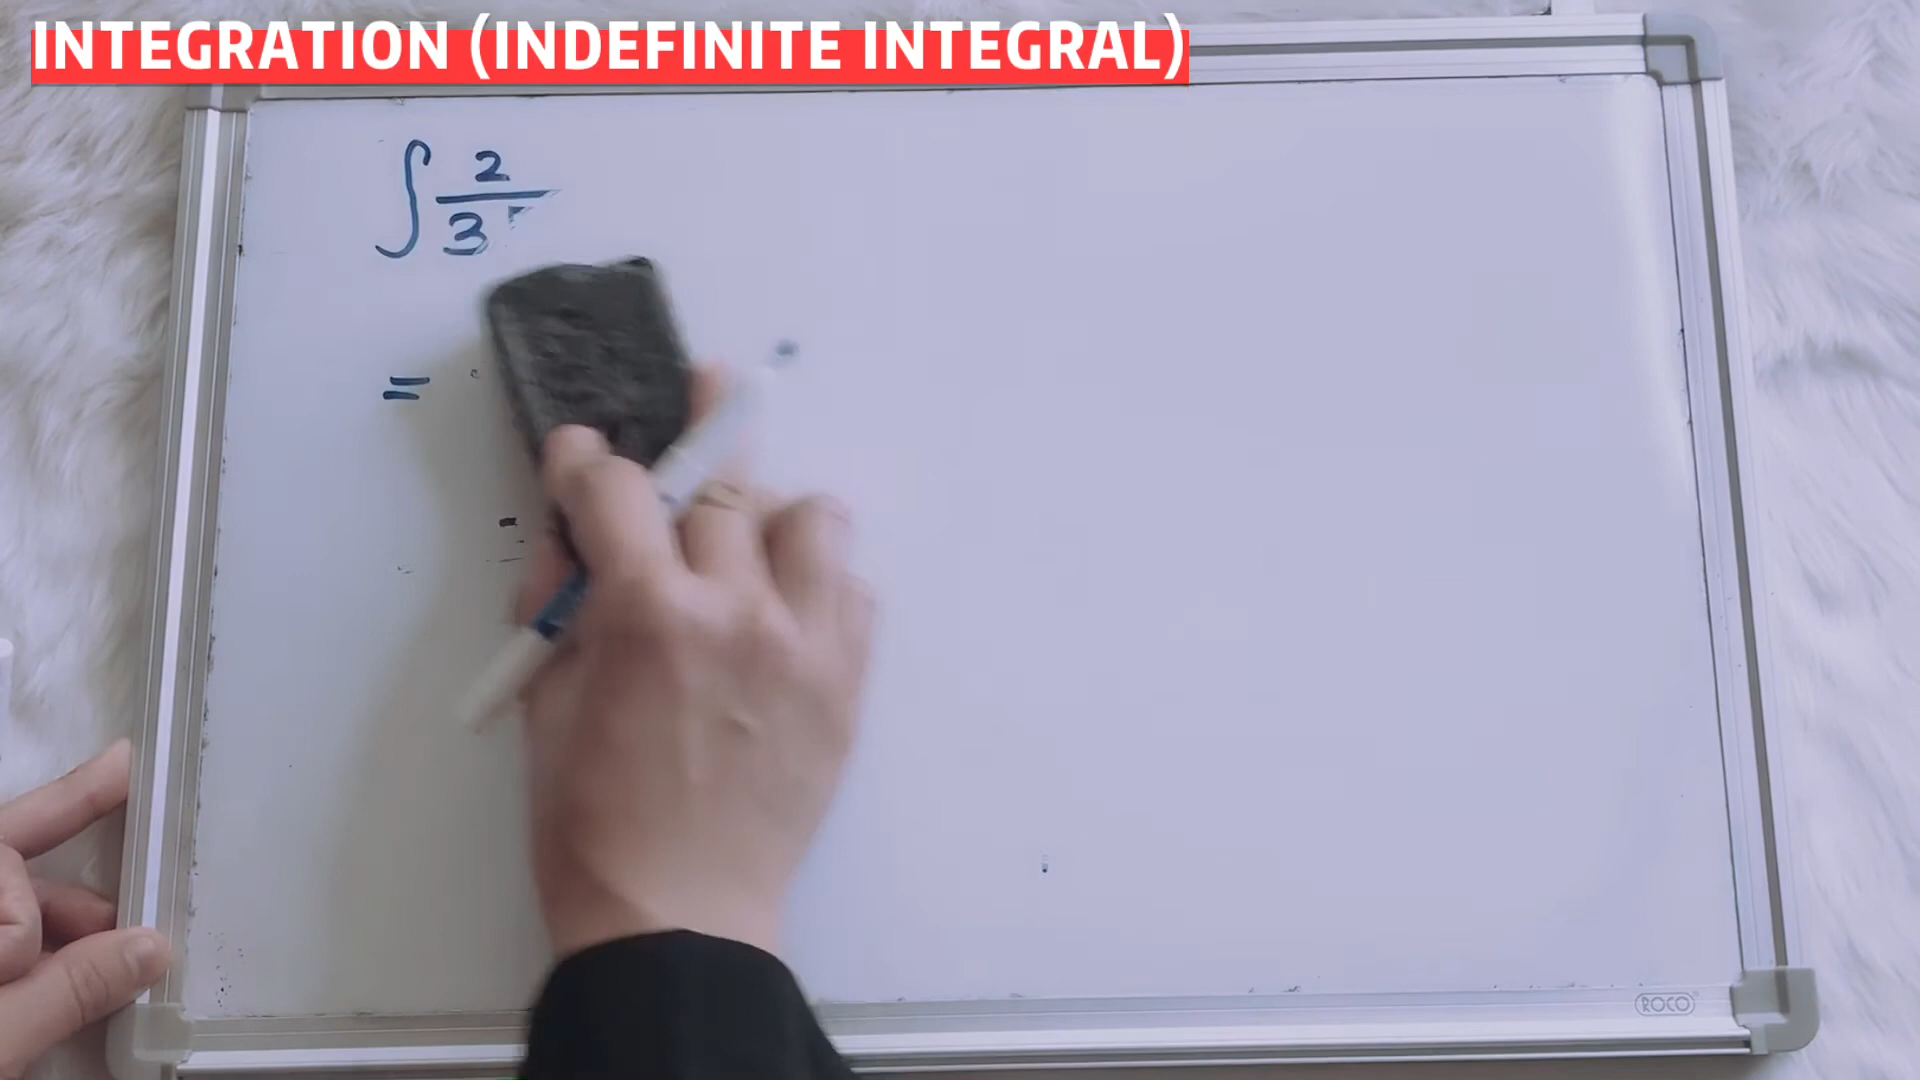 INTEGRATION (INDEFINITE INTEGRAL)
∫ 2/3
=
ROCO